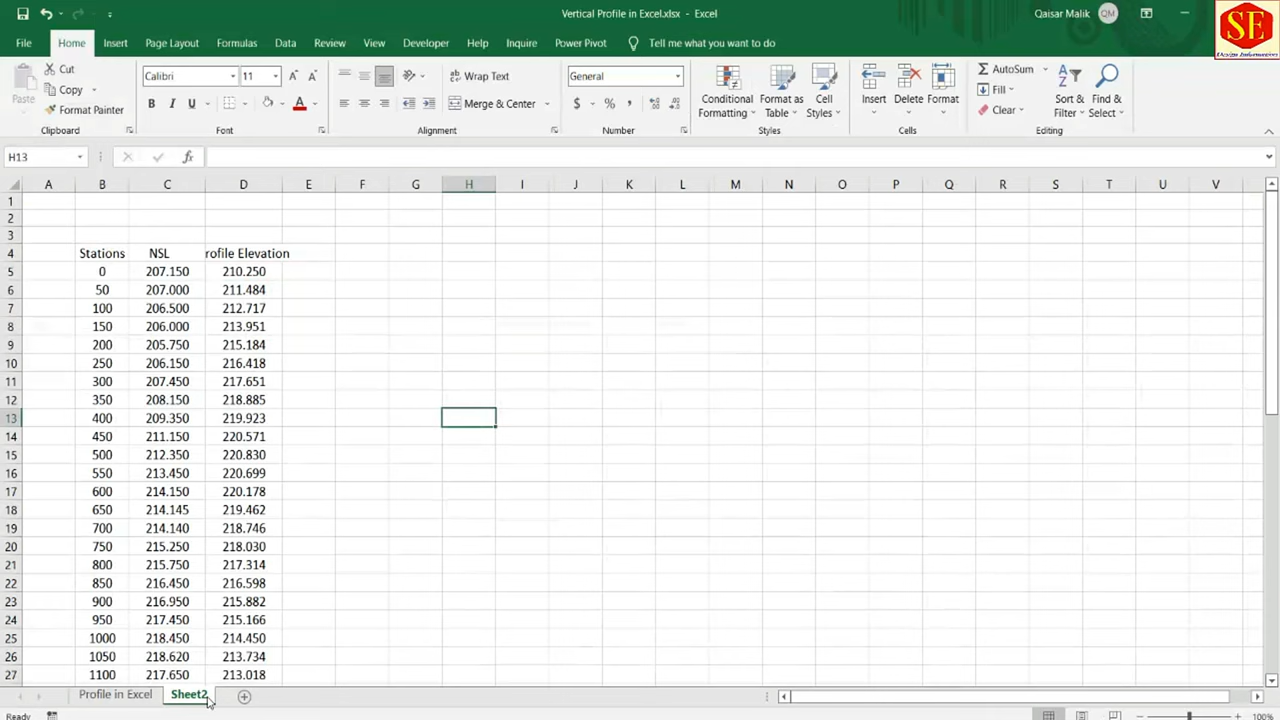 Vertical Profile in Excel.xlsx - Excel
Qaisar Malik
QM
SE
Design Informatics
File Home Insert Page Layout Formulas Data Review View Developer Help Inquire Power Pivot Tell me what you want to do
Paste
Cut
Copy
Format Painter
Clipboard
Calibri 11
B I U
Font
Wrap Text
Merge & Center
Alignment
General
$ % ,
Number
Conditional Formatting
Format as Table
Cell Styles
Styles
Insert
Delete
Format
Cells
AutoSum
Fill
Clear
Sort & Filter
Find & Select
Editing
H13
fx
A B C D E F G H I J K L M N O P Q R S T U V
1
2
3
4 Stations NSL rofile Elevation
5 0 207.150 210.250
6 50 207.000 211.484
7 100 206.500 212.717
8 150 206.000 213.951
9 200 205.750 215.184
10 250 206.150 216.418
11 300 207.450 217.651
12 350 208.150 218.885
13 400 209.350 219.923
14 450 211.150 220.571
15 500 212.350 220.830
16 550 213.450 220.699
17 600 214.150 220.178
18 650 214.145 219.462
19 700 214.140 218.746
20 750 215.250 218.030
21 800 215.750 217.314
22 850 216.450 216.598
23 900 216.950 215.882
24 950 217.450 215.166
25 1000 218.450 214.450
26 1050 218.620 213.734
27 1100 217.650 213.018
Profile in Excel Sheet2
Ready
100%